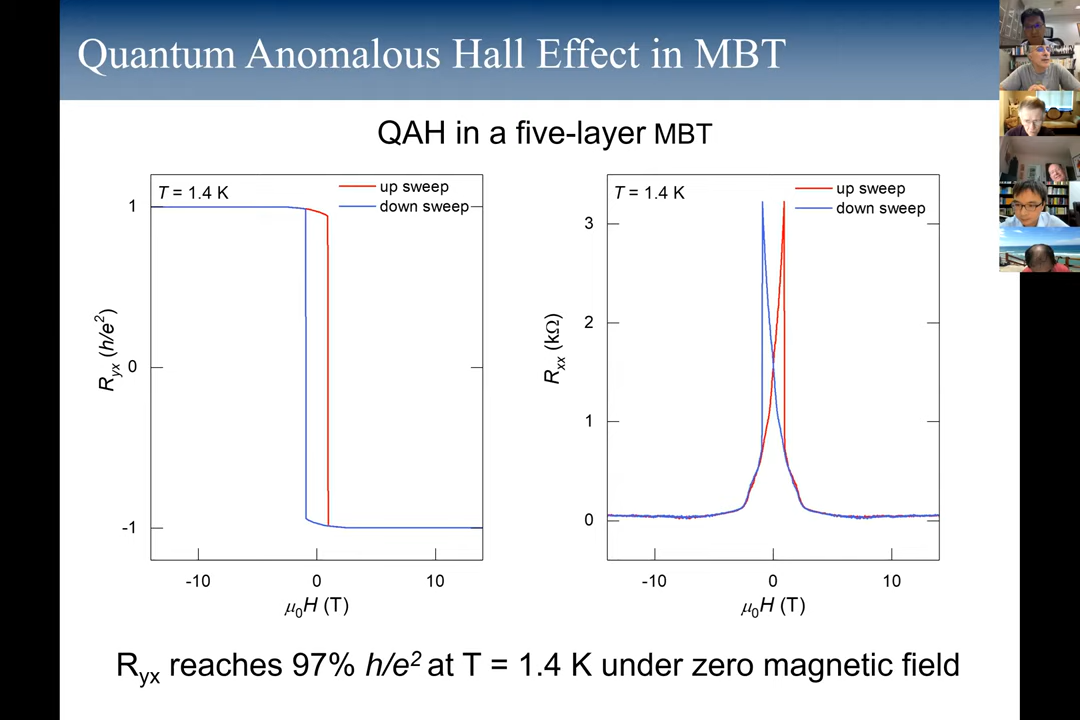 Quantum Anomalous Hall Effect in MBT
QAH in a five-layer MBT
T = 1.4 K
up sweep
down sweep
1
0
-1
R_yx (h/e²)
-10
0
10
μ₀H (T)
T = 1.4 K
up sweep
down sweep
3
2
1
0
R_xx (kΩ)
-10
0
10
μ₀H (T)
R_yx reaches 97% h/e² at T = 1.4 K under zero magnetic field